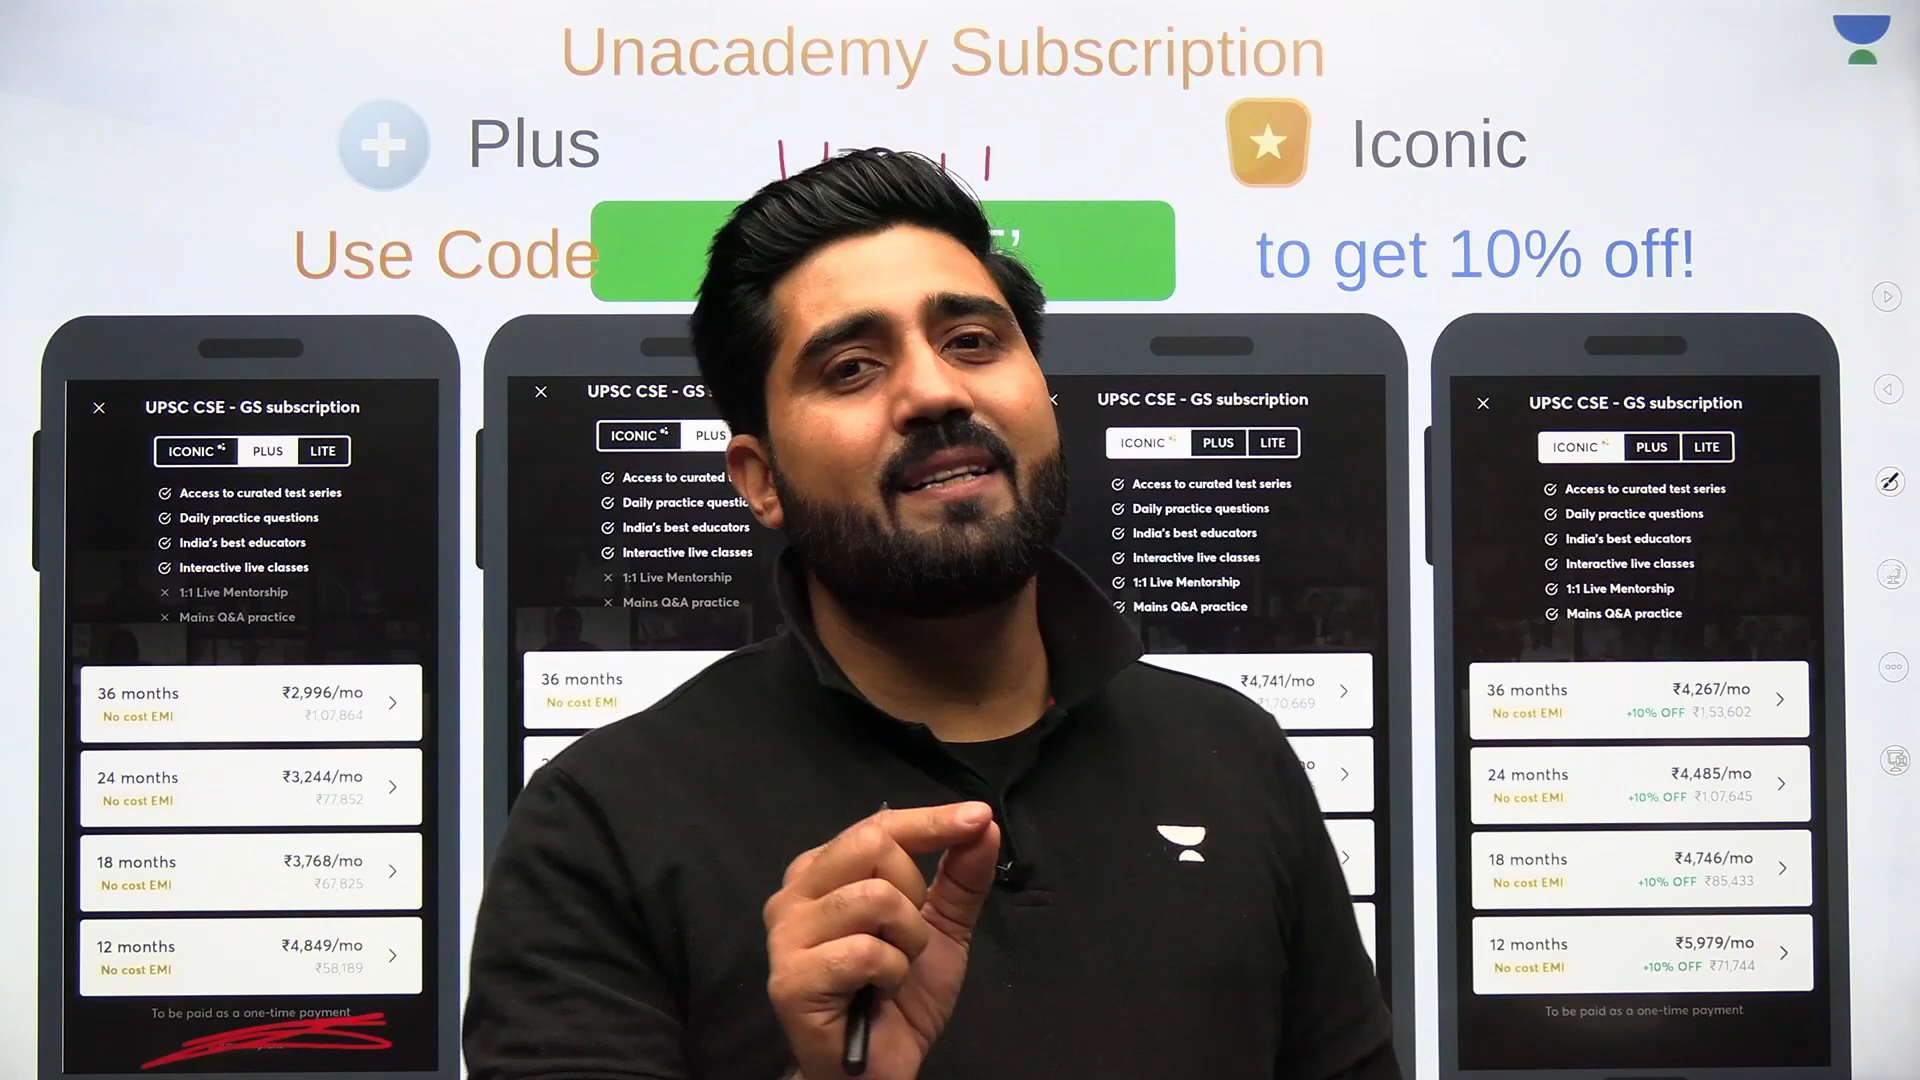 Unacademy Subscription
Plus
Iconic
Use Code
to get 10% off!
UPSC CSE - GS subscription
ICONIC PLUS LITE
Access to curated test series
Daily practice questions
India's best educators
Interactive live classes
1:1 Live Mentorship
Mains Q&A practice
36 months ₹2,996/mo
No cost EMI ₹1,07,864
24 months ₹3,244/mo
No cost EMI ₹77,852
18 months ₹3,768/mo
No cost EMI ₹67,825
12 months ₹4,849/mo
No cost EMI ₹58,189
To be paid as a one-time payment
UPSC CSE - GS
ICONIC PLUS
Access to curated
Daily practice
India's best educators
Interactive live classes
1:1 Live Mentorship
Mains Q&A practice
36 months
No cost EMI
UPSC CSE - GS subscription
ICONIC PLUS LITE
Access to curated test series
Daily practice questions
India's best educators
Interactive live classes
1:1 Live Mentorship
Mains Q&A practice
₹4,741/mo
₹1,70,669
UPSC CSE - GS subscription
ICONIC PLUS LITE
Access to curated test series
Daily practice questions
India's best educators
Interactive live classes
1:1 Live Mentorship
Mains Q&A practice
36 months ₹4,267/mo
No cost EMI +10% OFF ₹1,53,602
24 months ₹4,485/mo
No cost EMI +10% OFF ₹1,07,645
18 months ₹4,746/mo
No cost EMI +10% OFF ₹85,433
12 months ₹5,979/mo
No cost EMI +10% OFF ₹71,744
To be paid as a one-time payment